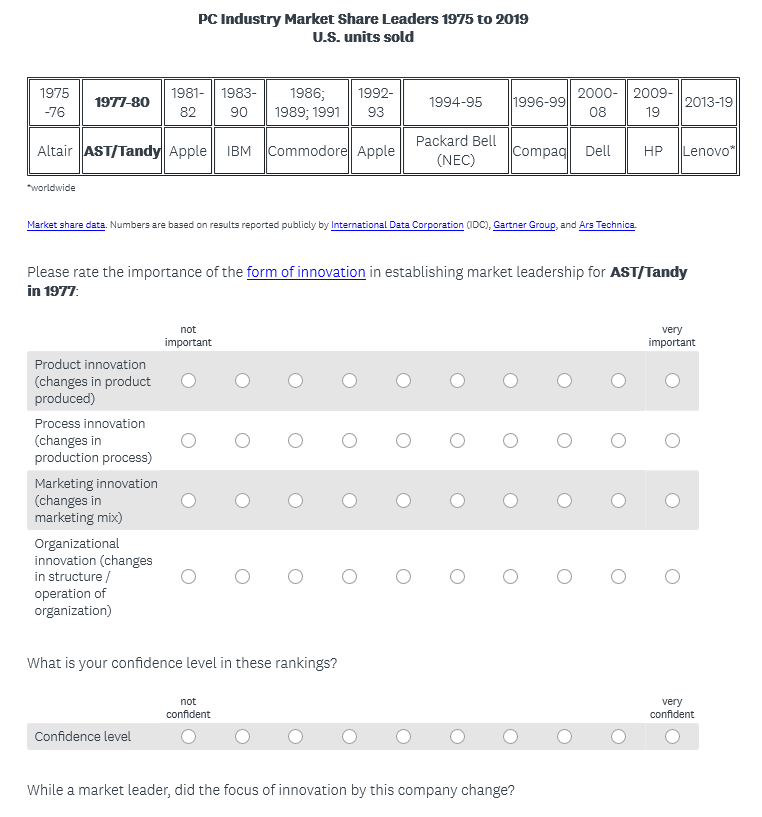 PC Industry Market Share Leaders 1975 to 2019
U.S. units sold
1975 -76 1977-80 1981-82 1983-90 1986; 1989; 1991 1992-93 1994-95 1996-99 2000-08 2009-19 2013-19
Altair AST/Tandy Apple IBM Commodore Apple Packard Bell (NEC) Compaq Dell HP Lenovo*
*worldwide
Market share data. Numbers are based on results reported publicly by International Data Corporation (IDC), Gartner Group, and Ars Technica.
Please rate the importance of the form of innovation in establishing market leadership for AST/Tandy
in 1977:
not very
important important
Product innovation
(changes in product
produced)
Process innovation
(changes in
production process)
Marketing innovation
(changes in
marketing mix)
Organizational
innovation (changes
in structure /
operation of
organization)
What is your confidence level in these rankings?
not very
confident confident
Confidence level
While a market leader, did the focus of innovation by this company change?